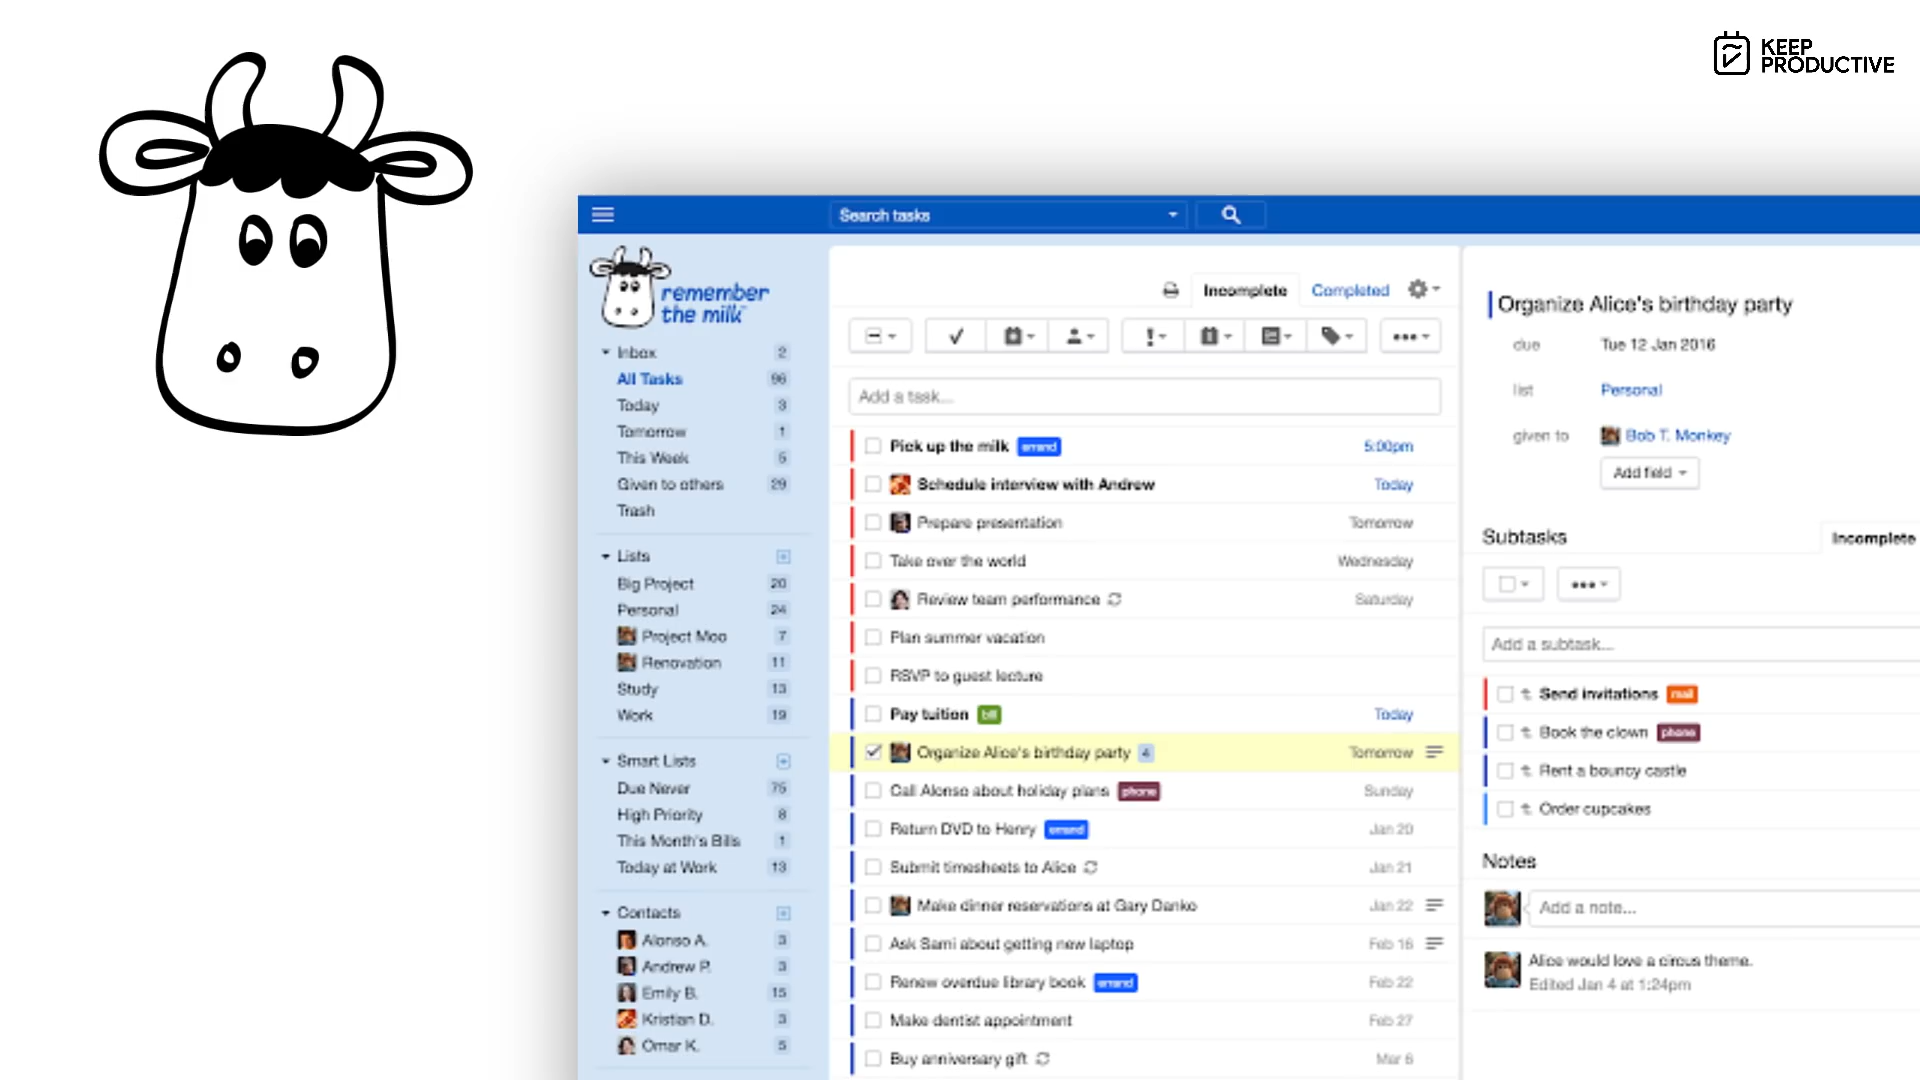 KEEP
PRODUCTIVE
Search tasks
remember
the milk
Inbox 2
All Tasks 96
Today 3
Tomorrow 1
This Week 5
Given to others 29
Trash
Lists
Big Project 20
Personal 24
Project Moo 7
Renovation 11
Study 13
Work 19
Smart Lists
Due Never 75
High Priority 8
This Month's Bills 1
Today at Work 13
Contacts
Alonso A. 3
Andrew P. 3
Emily B. 15
Kristian D. 3
Omar K. 5
Incomplete Completed
Add a task...
Pick up the milk errand 5:00pm
Schedule interview with Andrew Today
Prepare presentation Tomorrow
Take over the world Wednesday
Review team performance Saturday
Plan summer vacation
RSVP to guest lecture
Pay tuition bill Today
Organize Alice's birthday party 4 Tomorrow
Call Alonso about holiday plans phone Sunday
Return DVD to Henry errand Jan 20
Submit timesheets to Alice Jan 21
Make dinner reservations at Gary Danko Jan 22
Ask Sami about getting new laptop Feb 16
Renew overdue library book errand Feb 22
Make dentist appointment Feb 27
Buy anniversary gift Mar 6
Organize Alice's birthday party
due Tue 12 Jan 2016
list Personal
given to Bob T. Monkey
Add field
Subtasks Incomplete
Add a subtask...
Send invitations mail
Book the clown phone
Rent a bouncy castle
Order cupcakes
Notes
Add a note...
Alice would love a circus theme.
Edited Jan 4 at 1:24pm